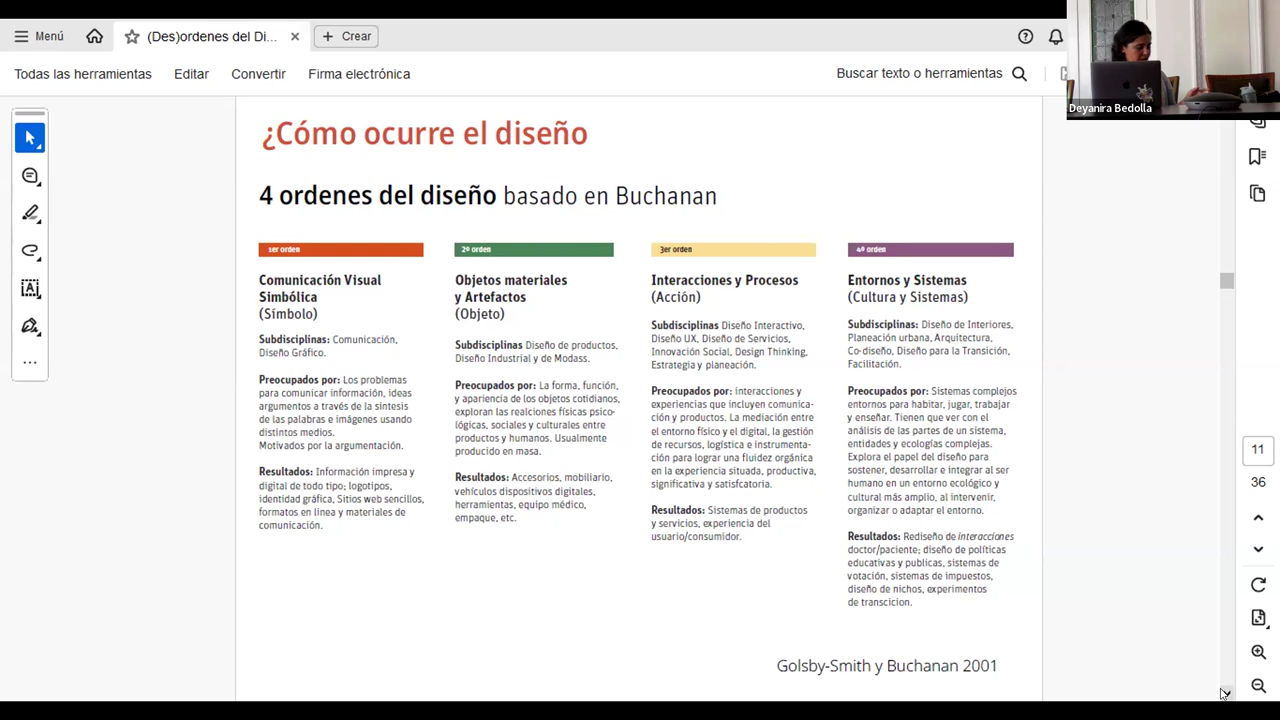 Menú
(Des)ordenes del Di...
Crear
Todas las herramientas
Editar
Convertir
Firma electrónica
Buscar texto o herramientas
Deyanira Bedolla
¿Cómo ocurre el diseño
4 ordenes del diseño basado en Buchanan
1er orden
Comunicación Visual
Simbólica
(Símbolo)
Subdisciplinas: Comunicación,
Diseño Gráfico.
Preocupados por: Los problemas
para comunicar información, ideas
argumentos a través de la sintesis
de las palabras e imágenes usando
distintos medios.
Motivados por la argumentación.
Resultados: Información impresa y
digital de todo tipo; logotipos,
identidad gráfica, Sitios web sencillos,
formatos en linea y materiales de
comunicación.
2º orden
Objetos materiales
y Artefactos
(Objeto)
Subdisciplinas Diseño de productos,
Diseño Industrial y de Modass.
Preocupados por: La forma, función,
y apariencia de los objetos cotidianos,
exploran las realciones físicas psico-
lógicas, sociales y culturales entre
productos y humanos. Usualmente
producido en masa.
Resultados: Accesorios, mobiliario,
vehículos dispositivos digitales,
herramientas, equipo médico,
empaque, etc.
3er orden
Interacciones y Procesos
(Acción)
Subdisciplinas Diseño Interactivo,
Diseño UX, Diseño de Servicios,
Innovación Social, Design Thinking,
Estrategia y planeación.
Preocupados por: interacciones y
experiencias que incluyen comunica-
ción y productos. La mediación entre
el entorno físico y el digital, la gestión
de recursos, logística e instrumenta-
ción para lograr una fluidez orgánica
en la experiencia situada, productiva,
significativa y satisfcatoria.
Resultados: Sistemas de productos
y servicios, experiencia del
usuario/consumidor.
4º orden
Entornos y Sistemas
(Cultura y Sistemas)
Subdisciplinas: Diseño de Interiores,
Planeación urbana, Arquitectura,
Co-diseño, Diseño para la Transición,
Facilitación.
Preocupados por: Sistemas complejos
entornos para habitar, jugar, trabajar
y enseñar. Tienen que ver con el
análisis de las partes de un sistema,
entidades y ecologías complejas.
Explora el papel del diseño para
sostener, desarrollar e integrar al ser
humano en un entorno ecológico y
cultural más amplio, al intervenir,
organizar o adaptar el entorno.
Resultados: Rediseño de interacciones
doctor/paciente; diseño de políticas
educativas y publicas, sistemas de
votación, sistemas de impuestos,
diseño de nichos, experimentos
de transcicion.
Golsby-Smith y Buchanan 2001
11
36